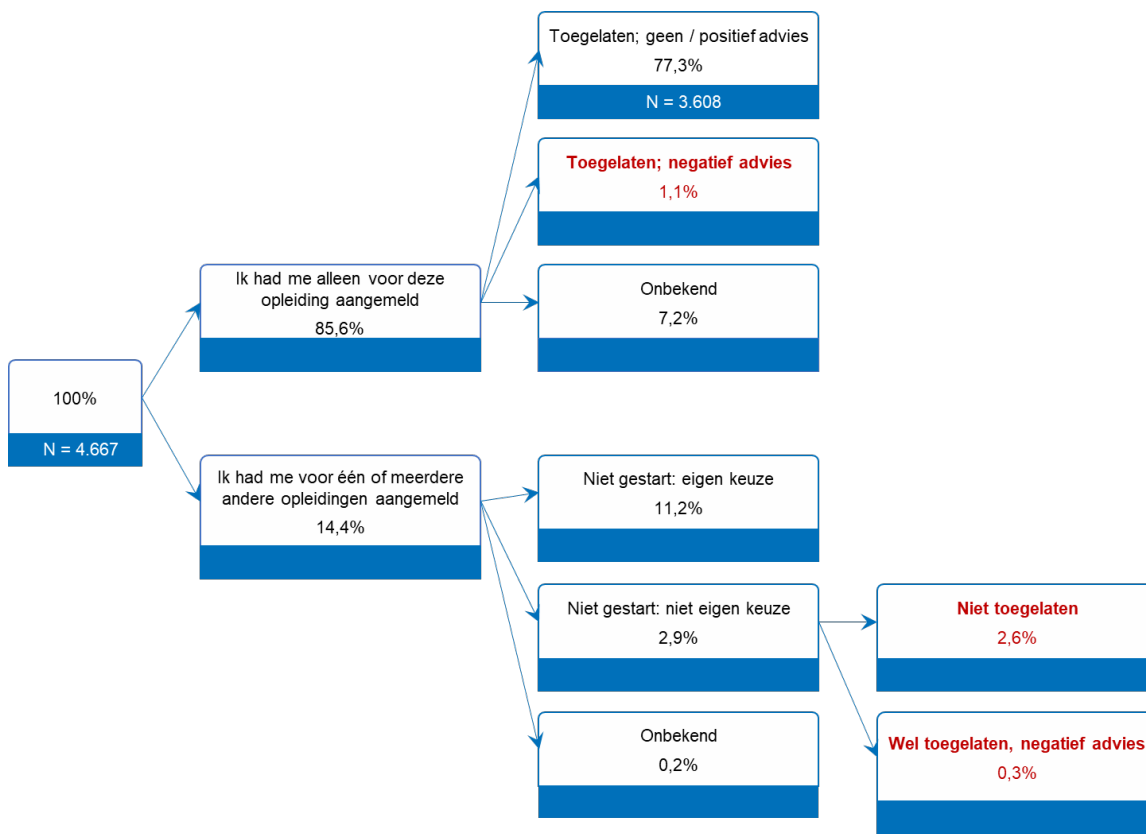 Toegelaten; geen / positief advies
77,3%
N = 3.608
Toegelaten; negatief advies
1,1%
Ik had me alleen voor deze
opleiding aangemeld
85,6%
Onbekend
7,2%
100%
N = 4.667
Ik had me voor één of meerdere
andere opleidingen aangemeld
14,4%
Niet gestart: eigen keuze
11,2%
Niet gestart: niet eigen keuze
2,9%
Niet toegelaten
2,6%
Onbekend
0,2%
Wel toegelaten, negatief advies
0,3%